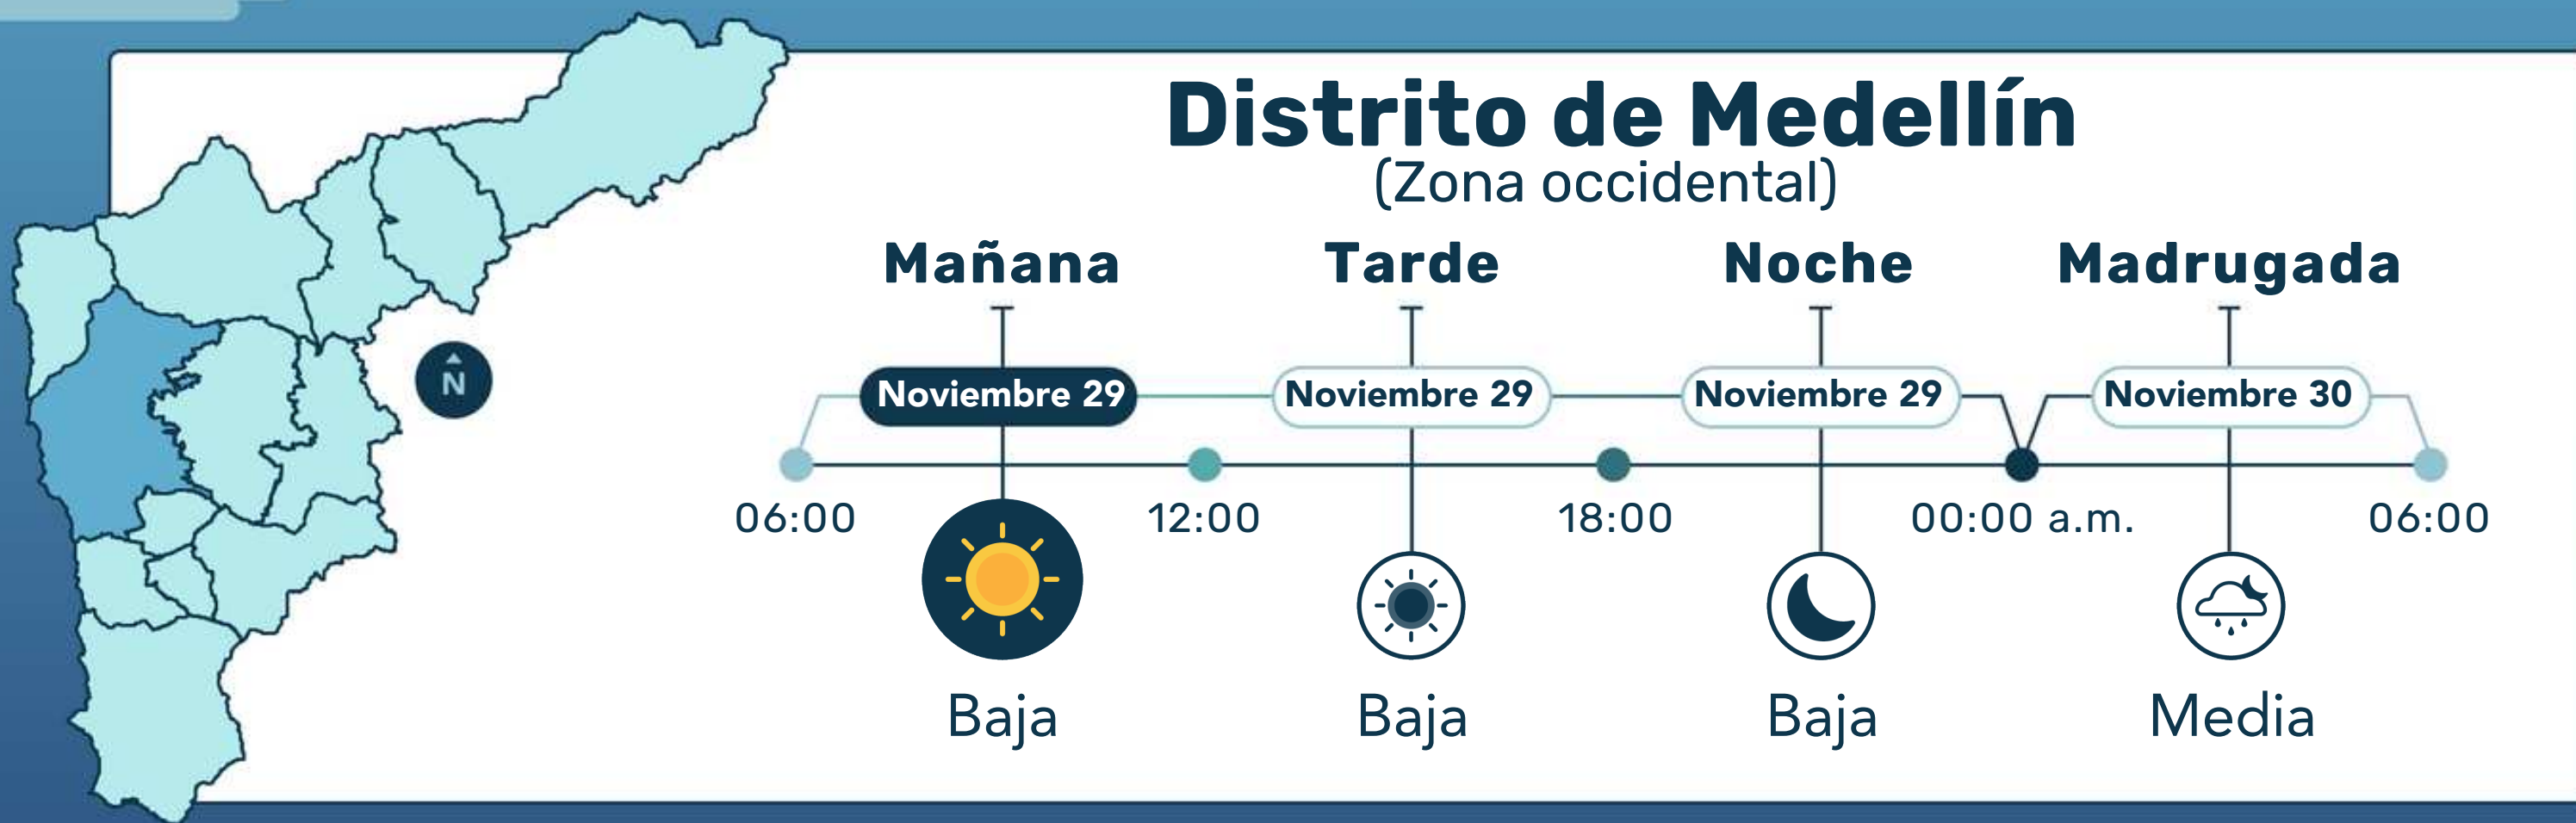 Distrito de Medellín
(Zona occidental)
Mañana Tarde Noche Madrugada
N
Noviembre 29 Noviembre 29 Noviembre 29 Noviembre 30
06:00 12:00 18:00 00:00 a.m. 06:00
Baja Baja Baja Media